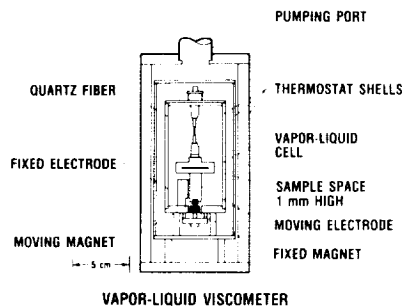 PUMPING PORT
QUARTZ FIBER
THERMOSTAT SHELLS
VAPOR-LIQUID
CELL
FIXED ELECTRODE
SAMPLE SPACE
1 mm HIGH
MOVING ELECTRODE
MOVING MAGNET
FIXED MAGNET
5 cm
VAPOR-LIQUID VISCOMETER